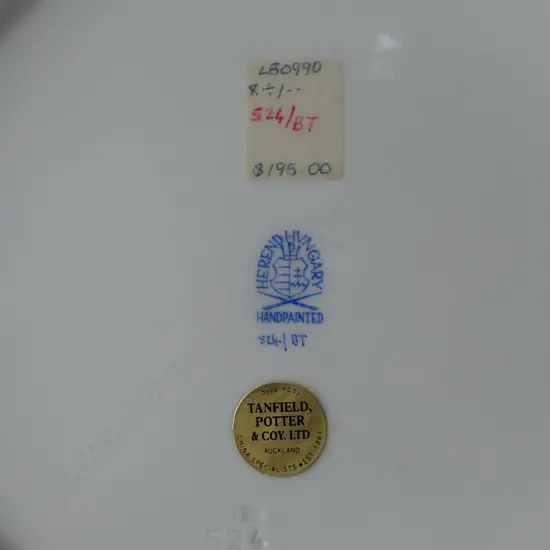 LB0990
$.÷/--
524/BT
$195.00
HEREND HUNGARY
HANDPAINTED
524/BT
Supplied by
TANFIELD,
POTTER
& COY. LTD
AUCKLAND
CHINA SPECIALISTS • EST.
524